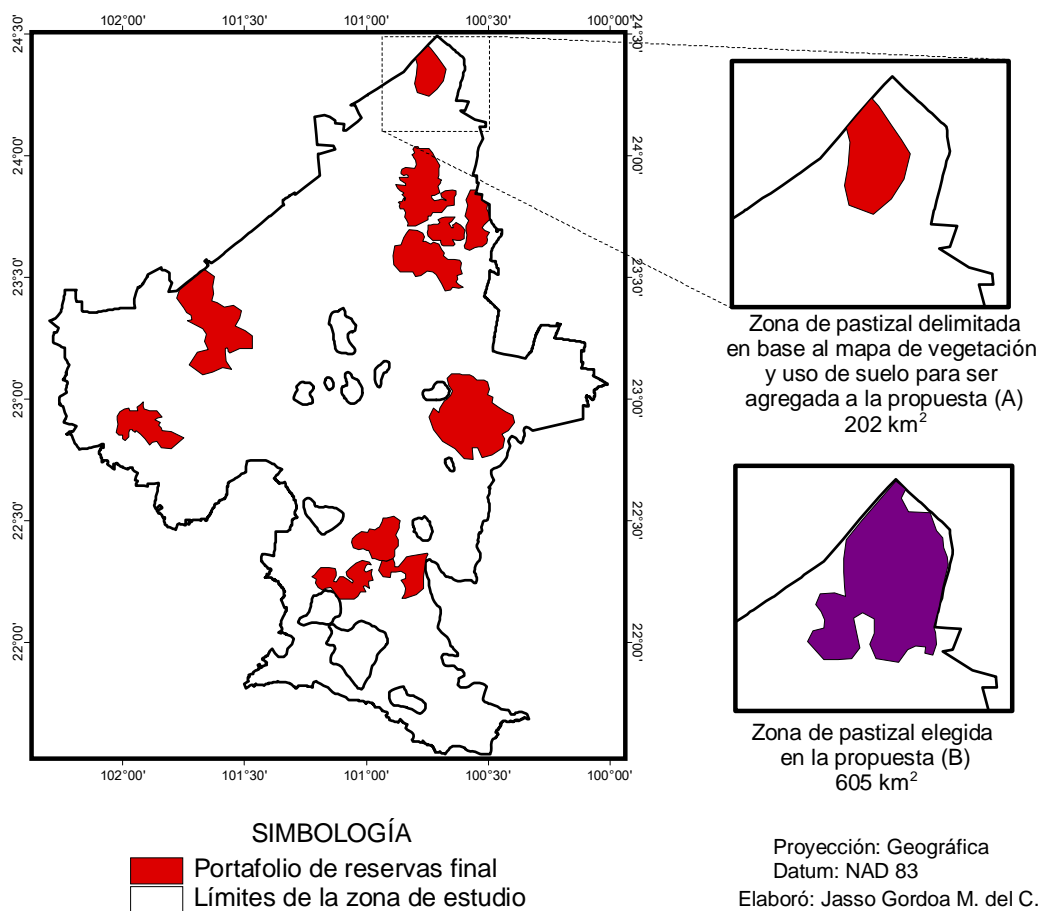 102°00'
101°30'
101°00'
100°30'
100°00'
24°30'
24°00'
23°30'
23°00'
22°30'
22°00'
24°30'
24°00'
23°30'
23°00'
22°30'
22°00'
102°00'
101°30'
101°00'
100°30'
100°00'
Zona de pastizal delimitada
en base al mapa de vegetación
y uso de suelo para ser
agregada a la propuesta (A)
202 km²
Zona de pastizal elegida
en la propuesta (B)
605 km²
SIMBOLOGÍA
Portafolio de reservas final
Límites de la zona de estudio
Proyección: Geográfica
Datum: NAD 83
Elaboró: Jasso Gordoa M. del C.